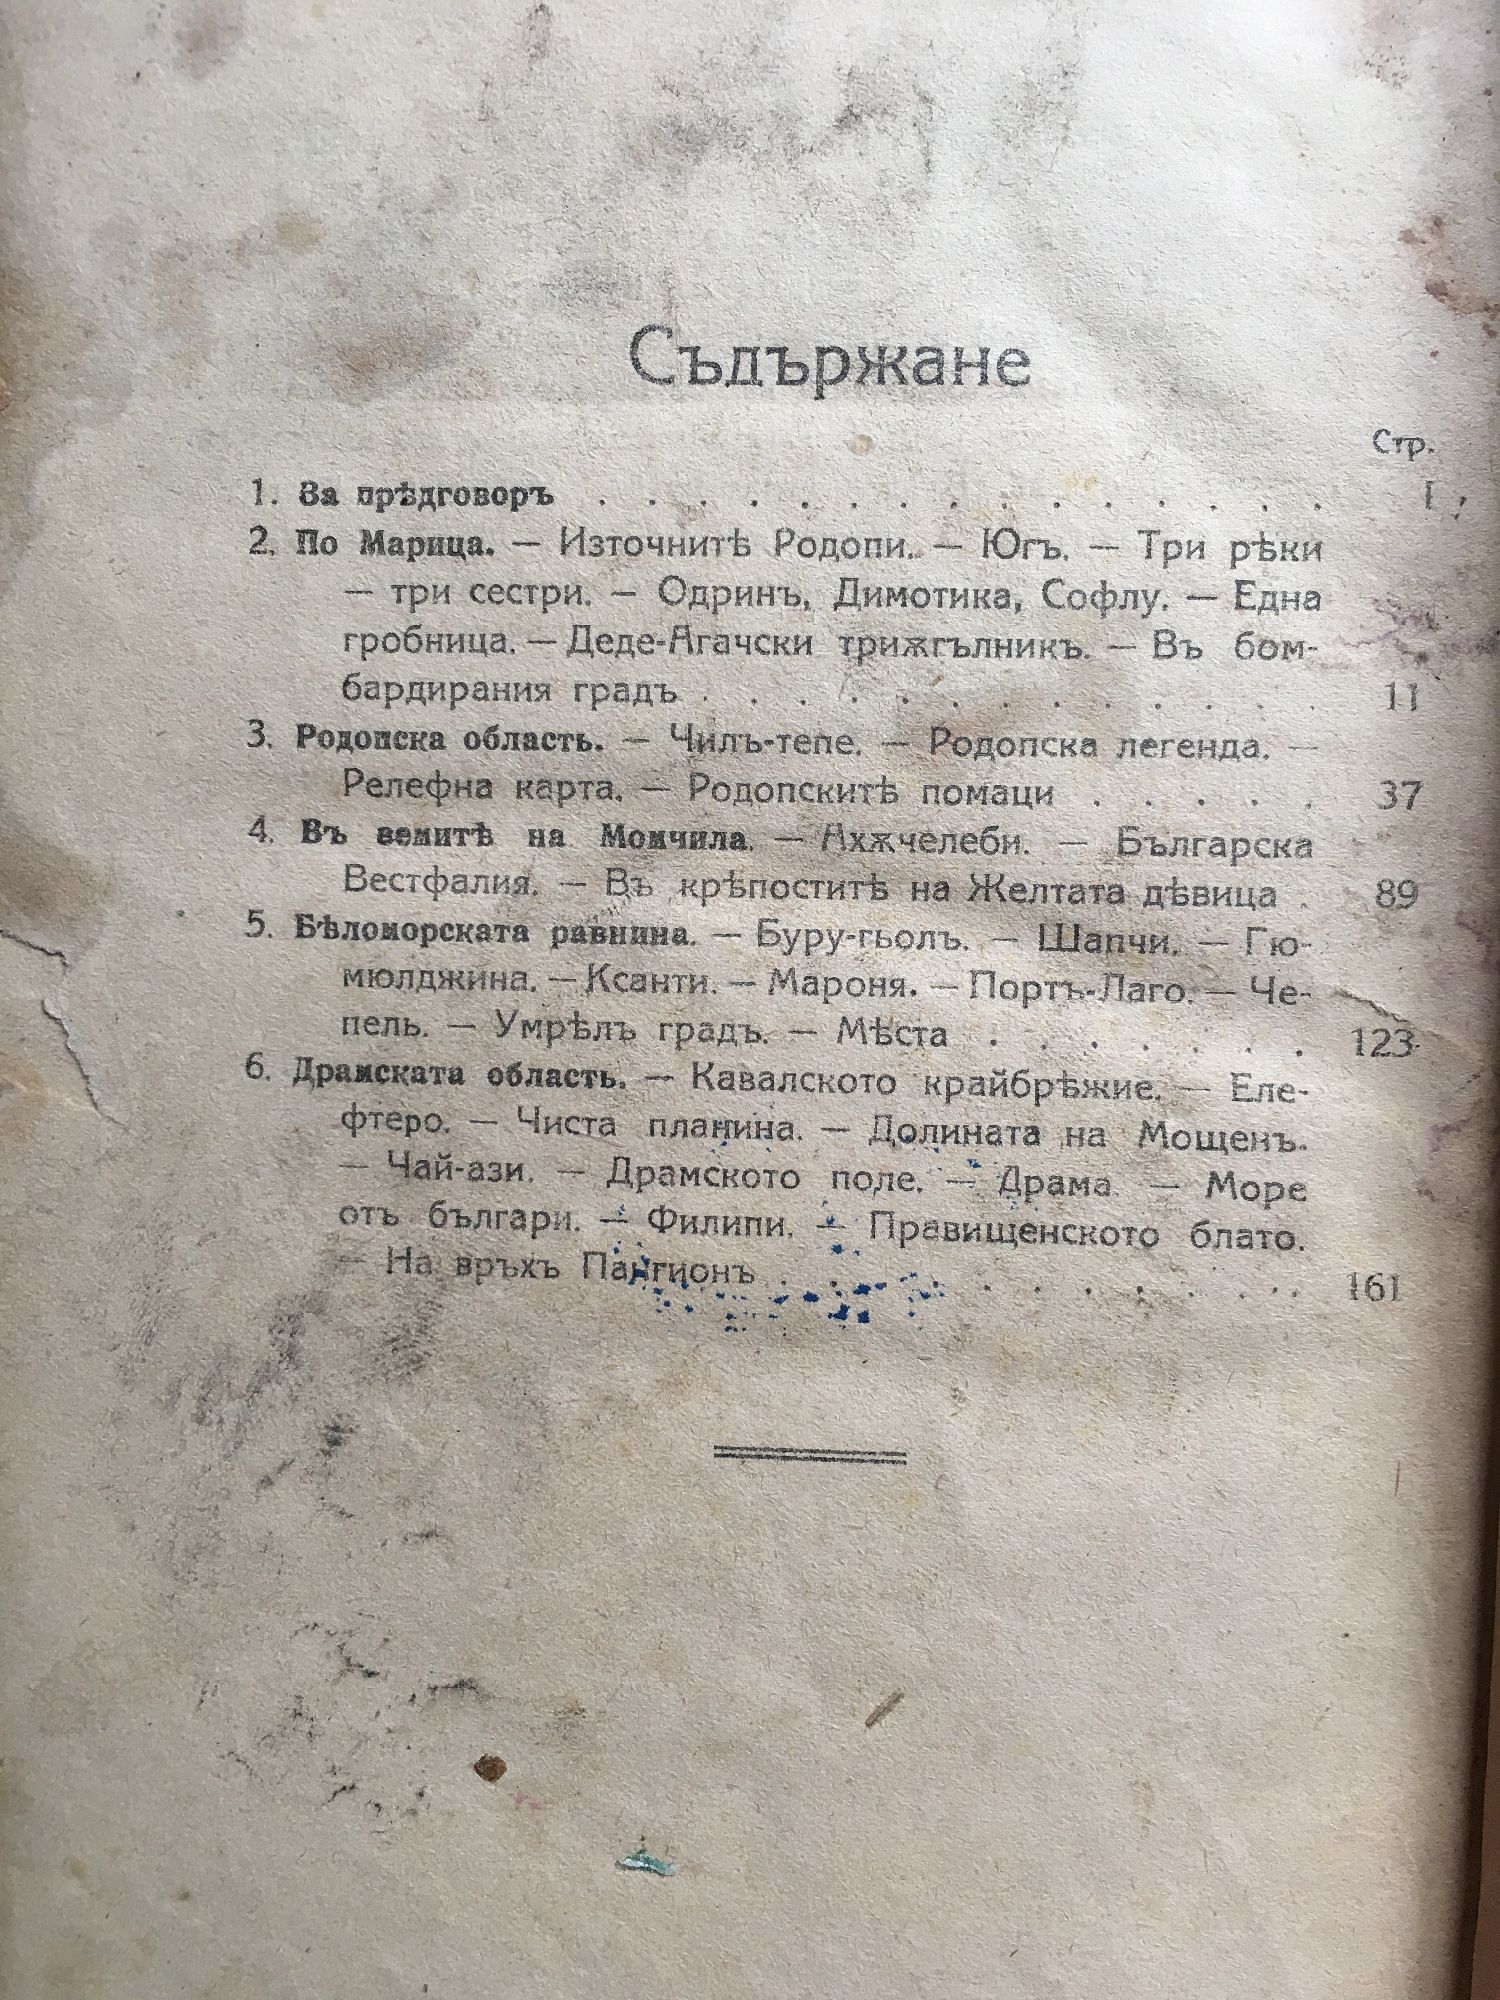 Съдържане
Стр.
1. За прѣдговоръ . . . . . . . . . . . . . . . I
2. По Марица. — Източнитѣ Родопи. — Югъ. — Три рѣки
— три сестри. — Одринъ, Димотика, Софлу. — Една
гробница. — Деде-Агачски триѫгълникъ. — Въ бом-
бардирания градъ . . . . . . . . . . . . . 11
3. Родопска область. — Чилъ-тепе. — Родопска легенда. —
Релефна карта. — Родопскитѣ помаци . . . . . 37
4. Въ земитѣ на Момчила. — Ахѫчелеби. — Българска
Вестфалия. — Въ крѣпоститѣ на Желтата дѣвица . 89
5. Бѣломорската равнина. — Буру-гьолъ. — Шапчи. — Гю-
мюлджина. — Ксанти. — Мароня. — Портъ-Лаго. — Че-
пель. — Умрѣлъ градъ. — Мѣста . . . . . . . 123
6. Драмската область. — Кавалското крайбрѣжие. — Еле-
фтеро. — Чиста планина. — Долината на Мощенъ.
— Чай-ази. — Драмското поле. — Драма. — Море
отъ българи. — Филипи. — Правищенското блато.
— На врьхъ Пангионъ . . . . . . . . . . . 161